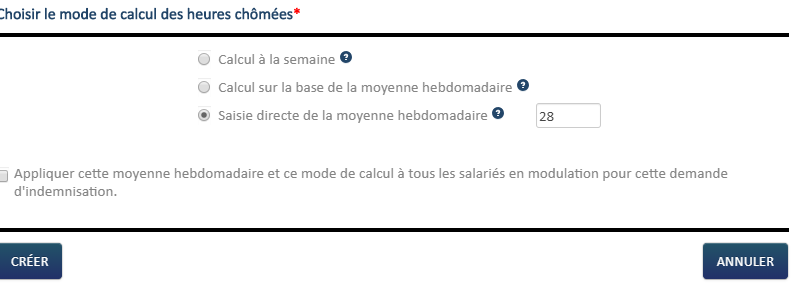 Choisir le mode de calcul des heures chômées*
Calcul à la semaine ?
Calcul sur la base de la moyenne hebdomadaire ?
Saisie directe de la moyenne hebdomadaire ? 28
Appliquer cette moyenne hebdomadaire et ce mode de calcul à tous les salariés en modulation pour cette demande
d'indemnisation.
CRÉER ANNULER